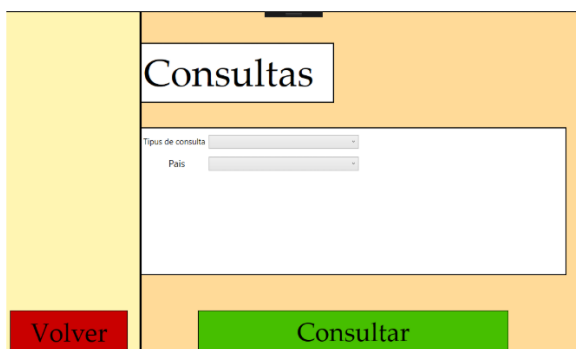 Consultas
Tipus de consulta
Pais
Volver
Consultar